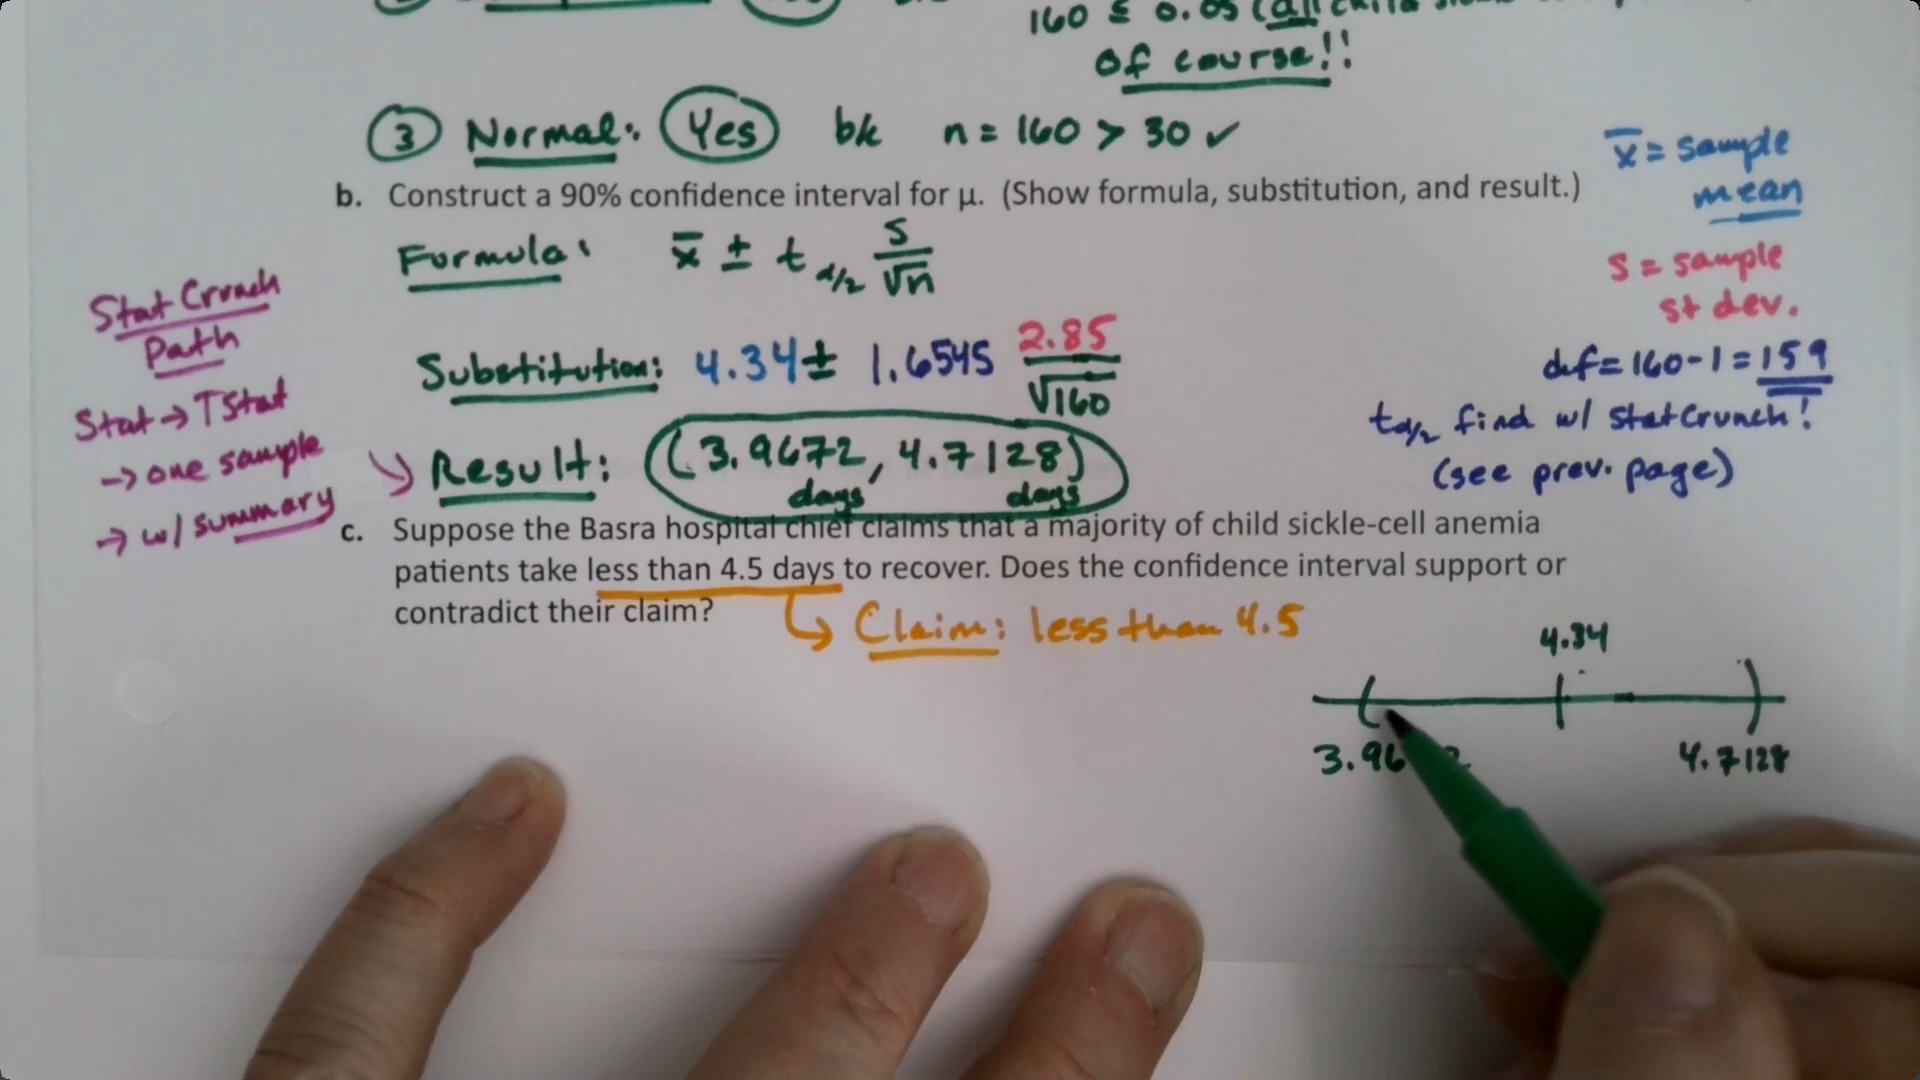 160 ≤ 0.05 (all child
of course!!
③ Normal: Yes bk n = 160 > 30 ✓
x̄ = sample
mean
b. Construct a 90% confidence interval for μ. (Show formula, substitution, and result.)
Formula: x̄ ± t α/2 s/√n
s = sample
st dev.
Stat Crunch
Path
Stat → TStat
→ one sample
→ w/ summary
Substitution: 4.34 ± 1.6545 2.85/√160
d.f = 160 - 1 = 159
tα/2 find w/ StatCrunch!
(see prev. page)
Result: (3.9672, 4.7128)
days days
c. Suppose the Basra hospital chief claims that a majority of child sickle-cell anemia
patients take less than 4.5 days to recover. Does the confidence interval support or
contradict their claim?
Claim: less than 4.5
4.34
3.96 2 4.7128